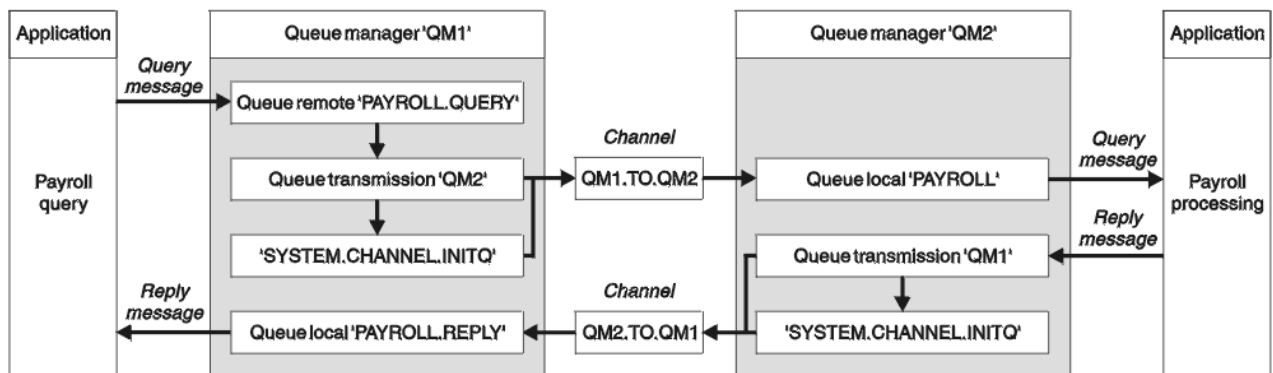 Application
Queue manager 'QM1'
Queue manager 'QM2'
Application
Query
message
Queue remote 'PAYROLL.QUERY'
Channel
Query
message
Payroll
query
Queue transmission 'QM2'
QM1.TO.QM2
Queue local 'PAYROLL'
Payroll
processing
Reply
message
'SYSTEM.CHANNEL.INITQ'
Queue transmission 'QM1'
Reply
message
Channel
Queue local 'PAYROLL.REPLY'
QM2.TO.QM1
'SYSTEM.CHANNEL.INITQ'